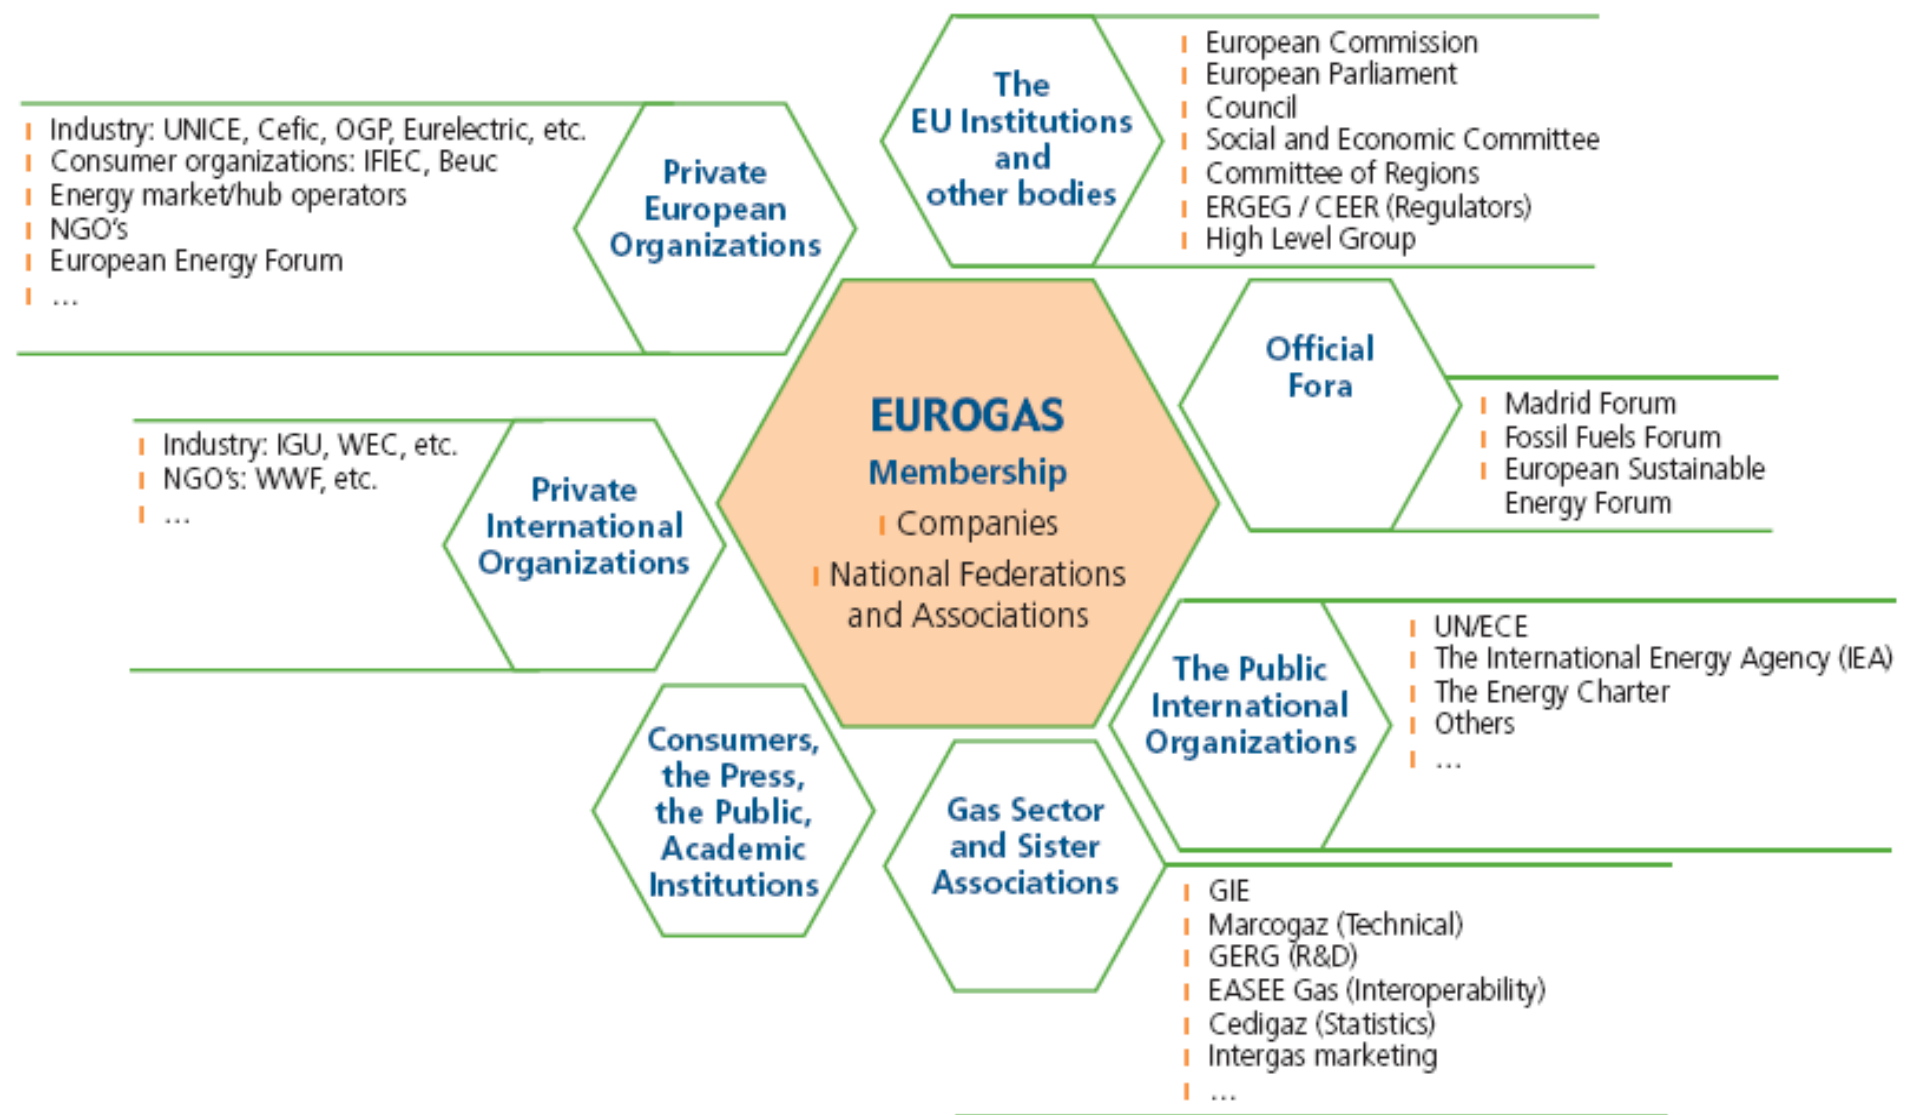 The
EU Institutions
and
other bodies
European Commission
European Parliament
Council
Social and Economic Committee
Committee of Regions
ERGEG / CEER (Regulators)
High Level Group
Industry: UNICE, Cefic, OGP, Eurelectric, etc.
Consumer organizations: IFIEC, Beuc
Energy market/hub operators
NGO's
European Energy Forum
...
Private
European
Organizations
Official
Fora
Madrid Forum
Fossil Fuels Forum
European Sustainable
Energy Forum
EUROGAS
Membership
Companies
National Federations
and Associations
Industry: IGU, WEC, etc.
NGO's: WWF, etc.
...
Private
International
Organizations
The Public
International
Organizations
UN/ECE
The International Energy Agency (IEA)
The Energy Charter
Others
...
Consumers,
the Press,
the Public,
Academic
Institutions
Gas Sector
and Sister
Associations
GIE
Marcogaz (Technical)
GERG (R&D)
EASEE Gas (Interoperability)
Cedigaz (Statistics)
Intergas marketing
...